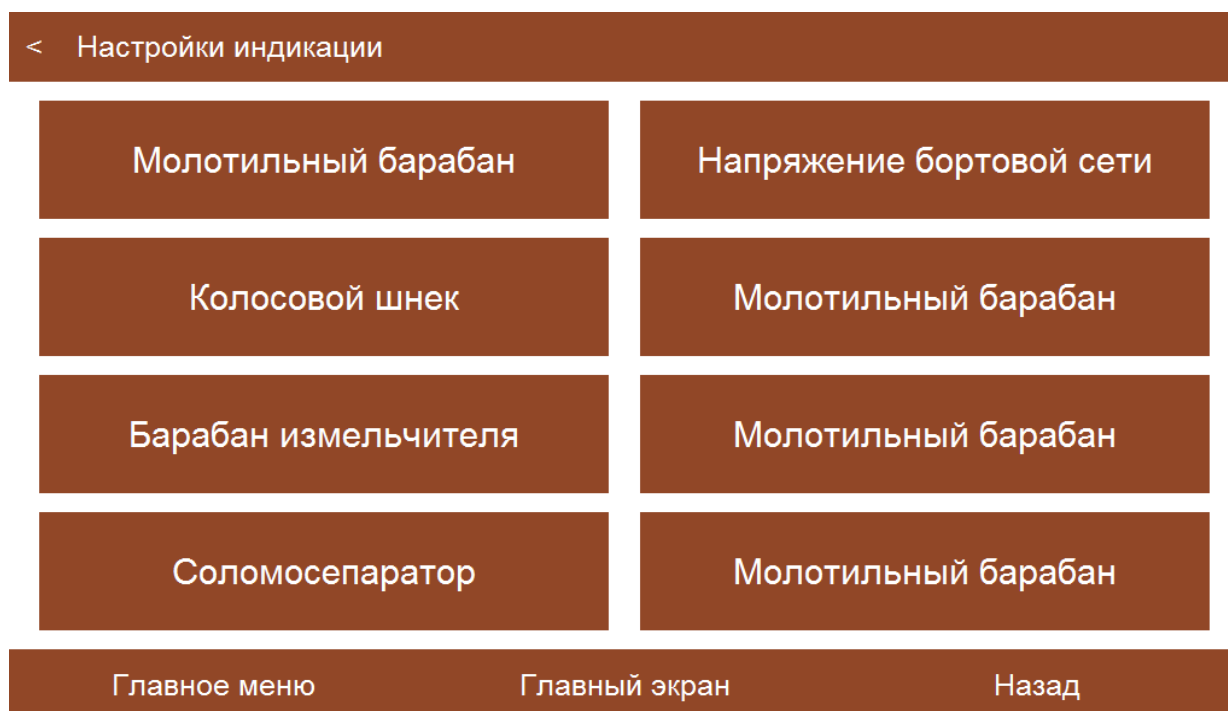 < Настройки индикации
Молотильный барабан
Напряжение бортовой сети
Колосовой шнек
Молотильный барабан
Барабан измельчителя
Молотильный барабан
Соломосепаратор
Молотильный барабан
Главное меню
Главный экран
Назад